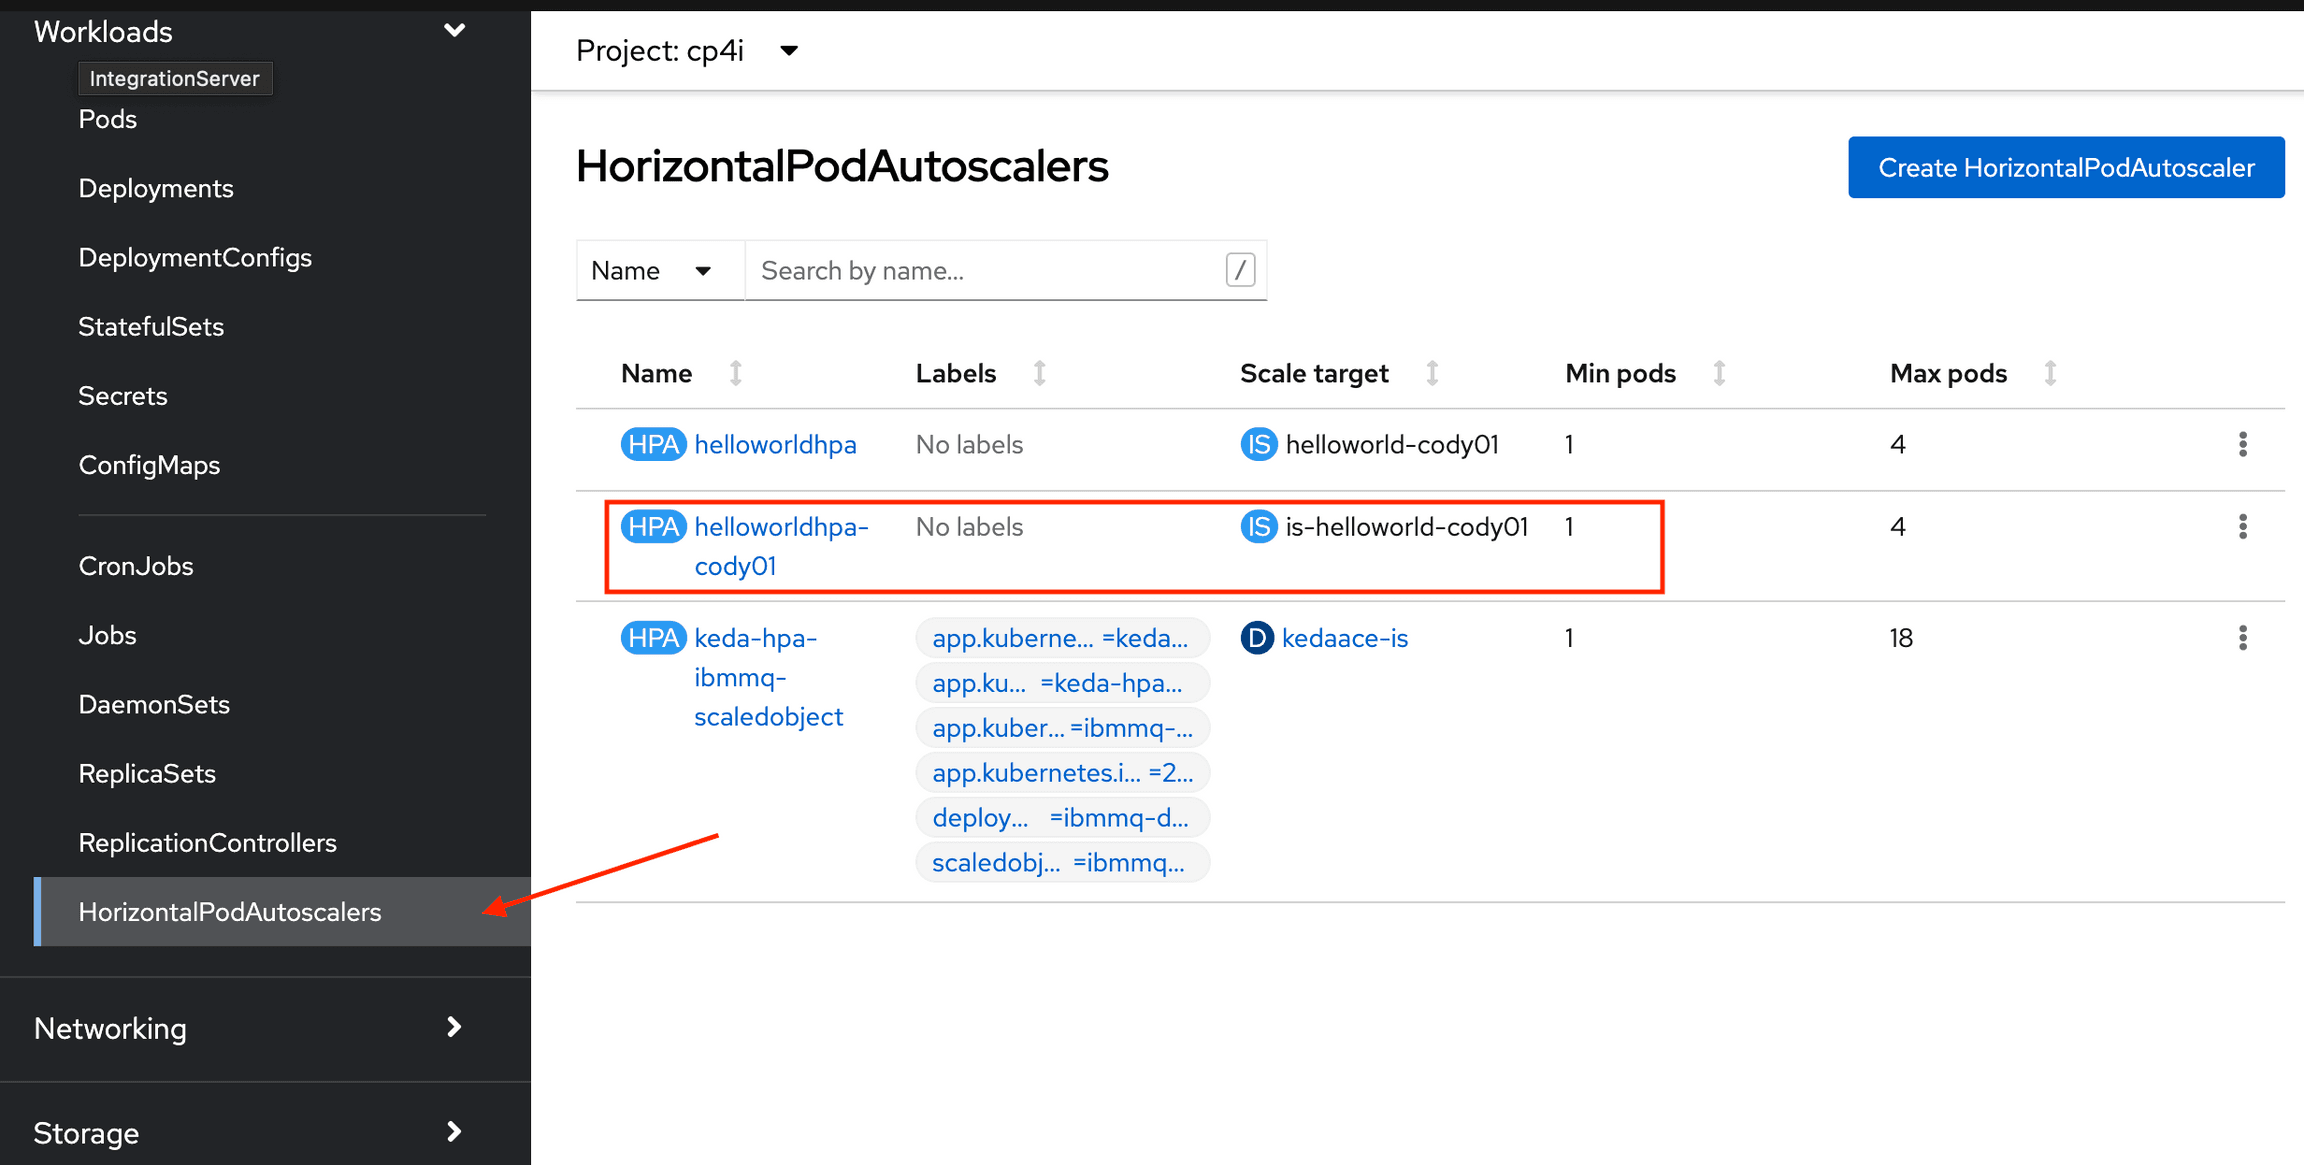 Workloads
IntegrationServer
Pods
Deployments
DeploymentConfigs
StatefulSets
Secrets
ConfigMaps
CronJobs
Jobs
DaemonSets
ReplicaSets
ReplicationControllers
HorizontalPodAutoscalers
Networking
Storage
Project: cp4i
HorizontalPodAutoscalers
Create HorizontalPodAutoscaler
Name Search by name... /
Name Labels Scale target Min pods Max pods
HPA helloworldhpa No labels IS helloworld-cody01 1 4
HPA helloworldhpa- No labels IS is-helloworld-cody01 1 4
cody01
HPA keda-hpa- app.kuberne... =keda... D kedaace-is 1 18
ibmmq- app.ku... =keda-hpa...
scaledobject app.kuber... =ibmmq-...
app.kubernetes.i... =2...
deploy... =ibmmq-d...
scaledobj... =ibmmq...